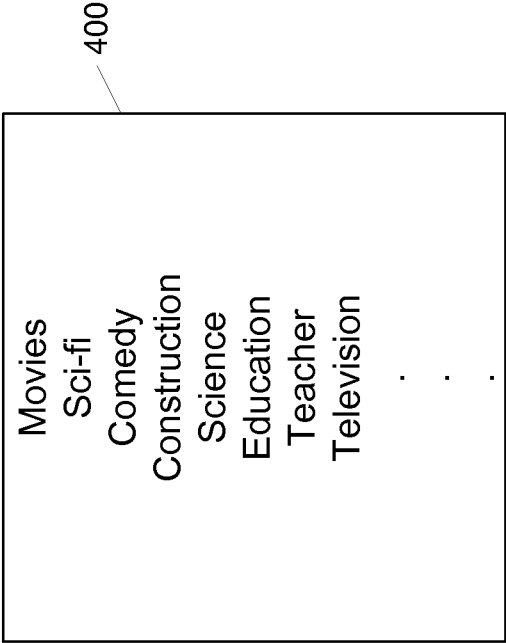 400
Movies
Sci-fi
Comedy
Construction
Science
Education
Teacher
Television
.
.
.